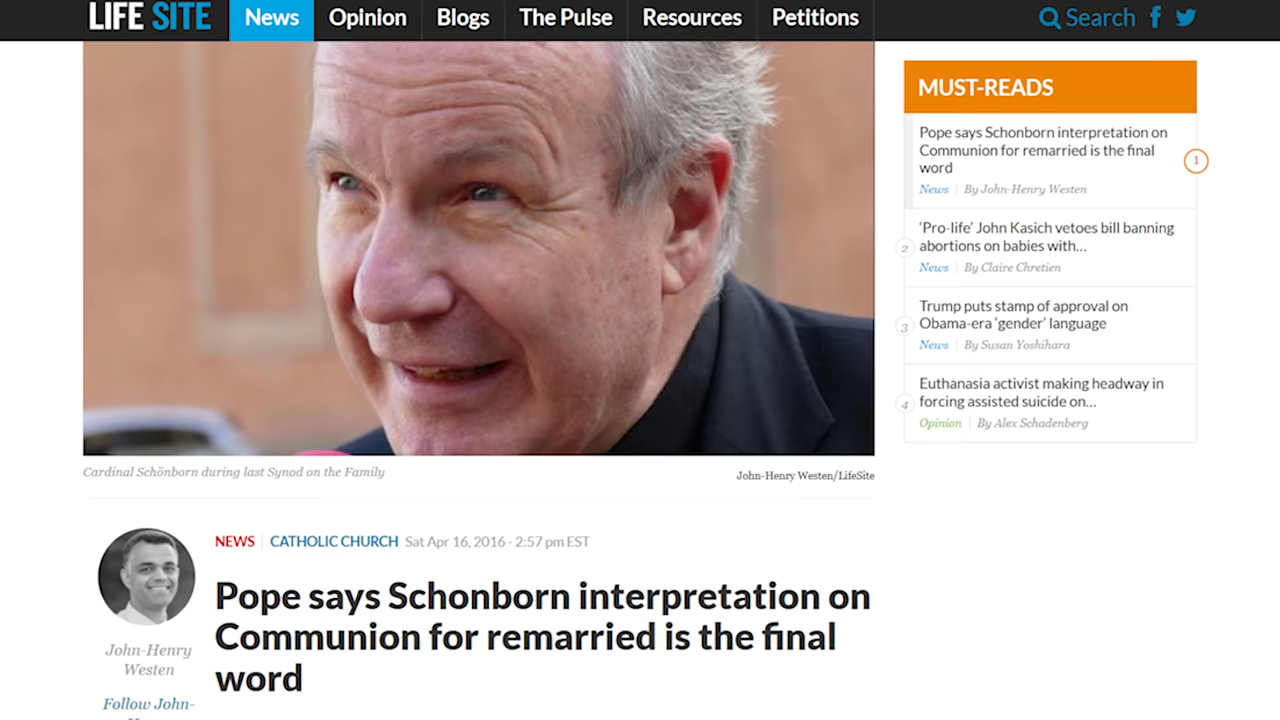 LIFE SITE News Opinion Blogs The Pulse Resources Petitions Search
MUST-READS
Pope says Schonborn interpretation on
Communion for remarried is the final
word
News By John-Henry Westen
1
'Pro-life' John Kasich vetoes bill banning
abortions on babies with...
News By Claire Chretien
2
Trump puts stamp of approval on
Obama-era 'gender' language
News By Susan Yoshihara
3
Euthanasia activist making headway in
forcing assisted suicide on...
Opinion By Alex Schadenberg
4
Cardinal Schönborn during last Synod on the Family
John-Henry Westen/LifeSite
NEWS CATHOLIC CHURCH Sat Apr 16, 2016 - 2:57 pm EST
Pope says Schonborn interpretation on
Communion for remarried is the final
word
John-Henry
Westen
Follow John-